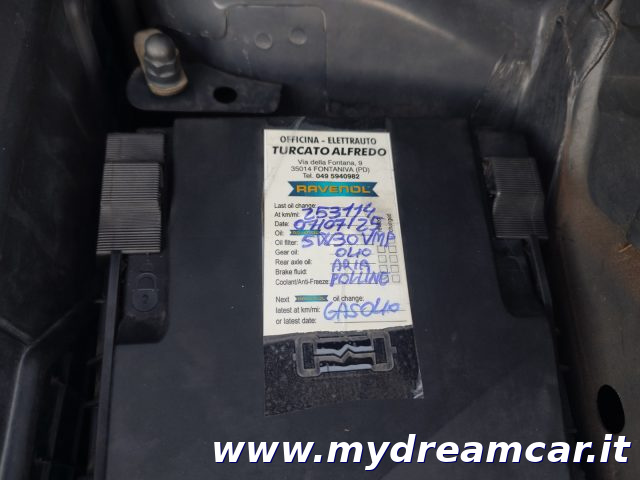 OFFICINA - ELETTRAUTO
TURCATO ALFREDO
Via della Fontana, 9
35014 FONTANIVA (PD)
Tel. 049 5940982
RAVENOL
Last oil change:
At km/mi: 253114
Date: 07/07/25
Oil: 5W30 VMP
Oil filter: OLIO
Gear oil: ARIA
Rear axle oil: POLLINE
Brake fluid:
Coolant/Anti-Freeze:
Next oil change:
latest at km/mi: GASOLIO
or latest date:
www.mydreamcar.it